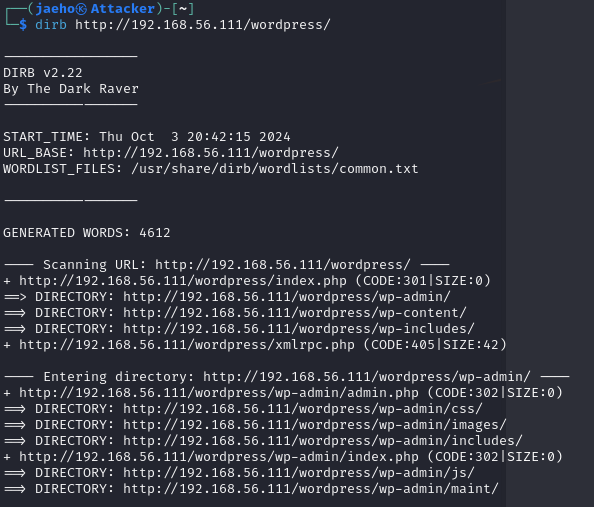 ┌──(jaeho㉿Attacker)-[~]
└─$ dirb http://192.168.56.111/wordpress/
-----------------
DIRB v2.22
By The Dark Raver
-----------------
START_TIME: Thu Oct  3 20:42:15 2024
URL_BASE: http://192.168.56.111/wordpress/
WORDLIST_FILES: /usr/share/dirb/wordlists/common.txt
-----------------
GENERATED WORDS: 4612
---- Scanning URL: http://192.168.56.111/wordpress/ ----
+ http://192.168.56.111/wordpress/index.php (CODE:301|SIZE:0)
==> DIRECTORY: http://192.168.56.111/wordpress/wp-admin/
==> DIRECTORY: http://192.168.56.111/wordpress/wp-content/
==> DIRECTORY: http://192.168.56.111/wordpress/wp-includes/
+ http://192.168.56.111/wordpress/xmlrpc.php (CODE:405|SIZE:42)
---- Entering directory: http://192.168.56.111/wordpress/wp-admin/ ----
+ http://192.168.56.111/wordpress/wp-admin/admin.php (CODE:302|SIZE:0)
==> DIRECTORY: http://192.168.56.111/wordpress/wp-admin/css/
==> DIRECTORY: http://192.168.56.111/wordpress/wp-admin/images/
==> DIRECTORY: http://192.168.56.111/wordpress/wp-admin/includes/
+ http://192.168.56.111/wordpress/wp-admin/index.php (CODE:302|SIZE:0)
==> DIRECTORY: http://192.168.56.111/wordpress/wp-admin/js/
==> DIRECTORY: http://192.168.56.111/wordpress/wp-admin/maint/